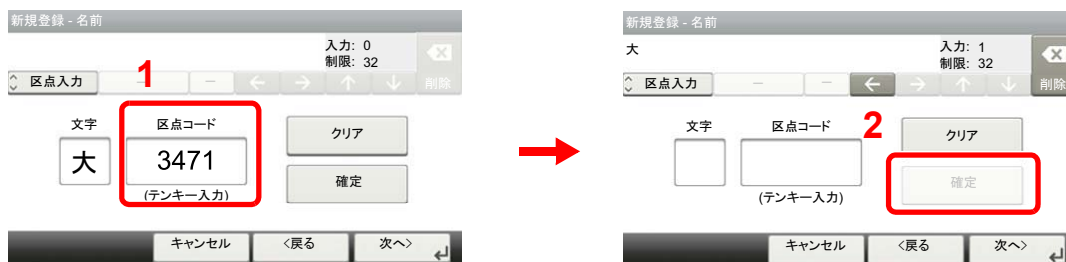 新規登録 - 名前
入力: 0
制限: 32
区点入力
削除
1
文字
区点コード
クリア
大
3471
確定
(テンキー入力)
キャンセル
<戻る
次へ>
新規登録 - 名前
大
入力: 1
制限: 32
区点入力
削除
2
文字
区点コード
クリア
確定
(テンキー入力)
キャンセル
<戻る
次へ>